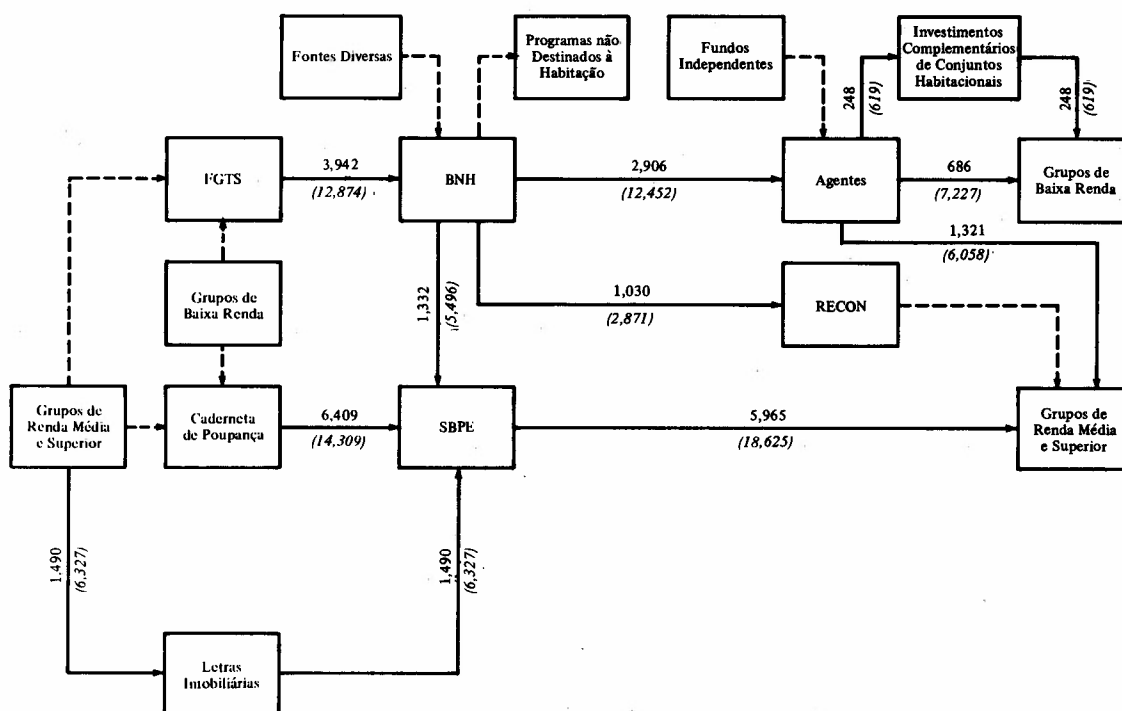 Fontes Diversas
Programas não
Destinados à
Habitação
Fundos
Independentes
Investimentos
Complementários
de Conjuntos
Habitacionais
248
(619)
248
(619)
FGTS
3,942
(12,874)
BNH
2,906
(12,452)
Agentes
686
(7,227)
Grupos de
Baixa Renda
1,321
(6,058)
Grupos de
Baixa Renda
1,332
(5,496)
1,030
(2,871)
RECON
Grupos de
Renda Média
e Superior
Caderneta
de Poupança
6,409
(14,309)
SBPE
5,965
(18,625)
Grupos de
Renda Média
e Superior
1.490
(6,327)
1,490
(6,327)
Letras
Imobiliárias